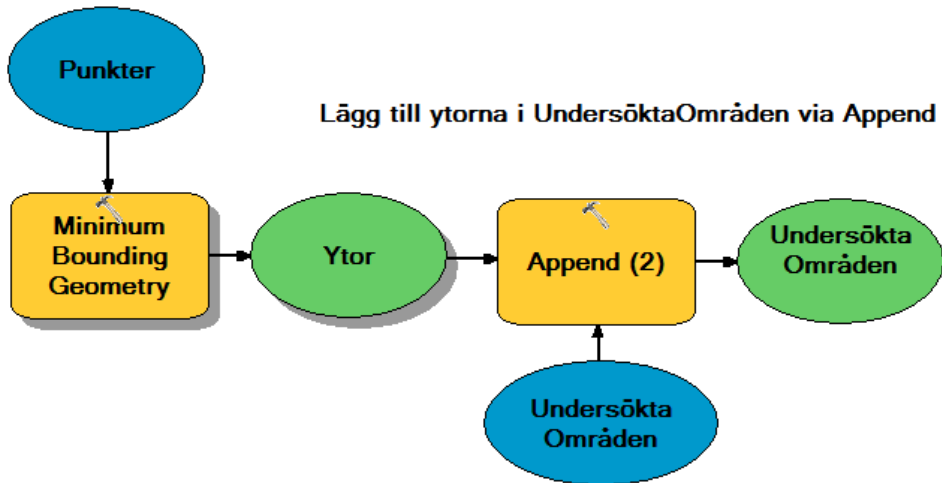 Punkter
Lägg till ytorna i UndersöktaOmråden via Append
Minimum
Bounding
Geometry
Ytor
Append (2)
Undersökta
Områden
Undersökta
Områden